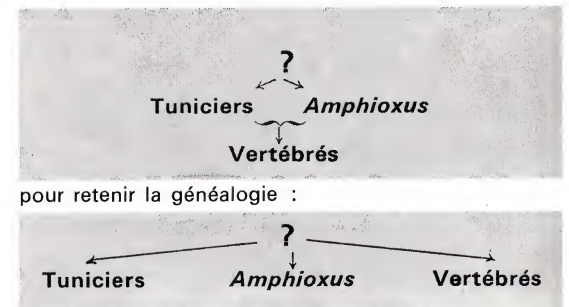 ?
Tuniciers Amphioxus
Vertébrés
pour retenir la généalogie :
?
Tuniciers Amphioxus Vertébrés